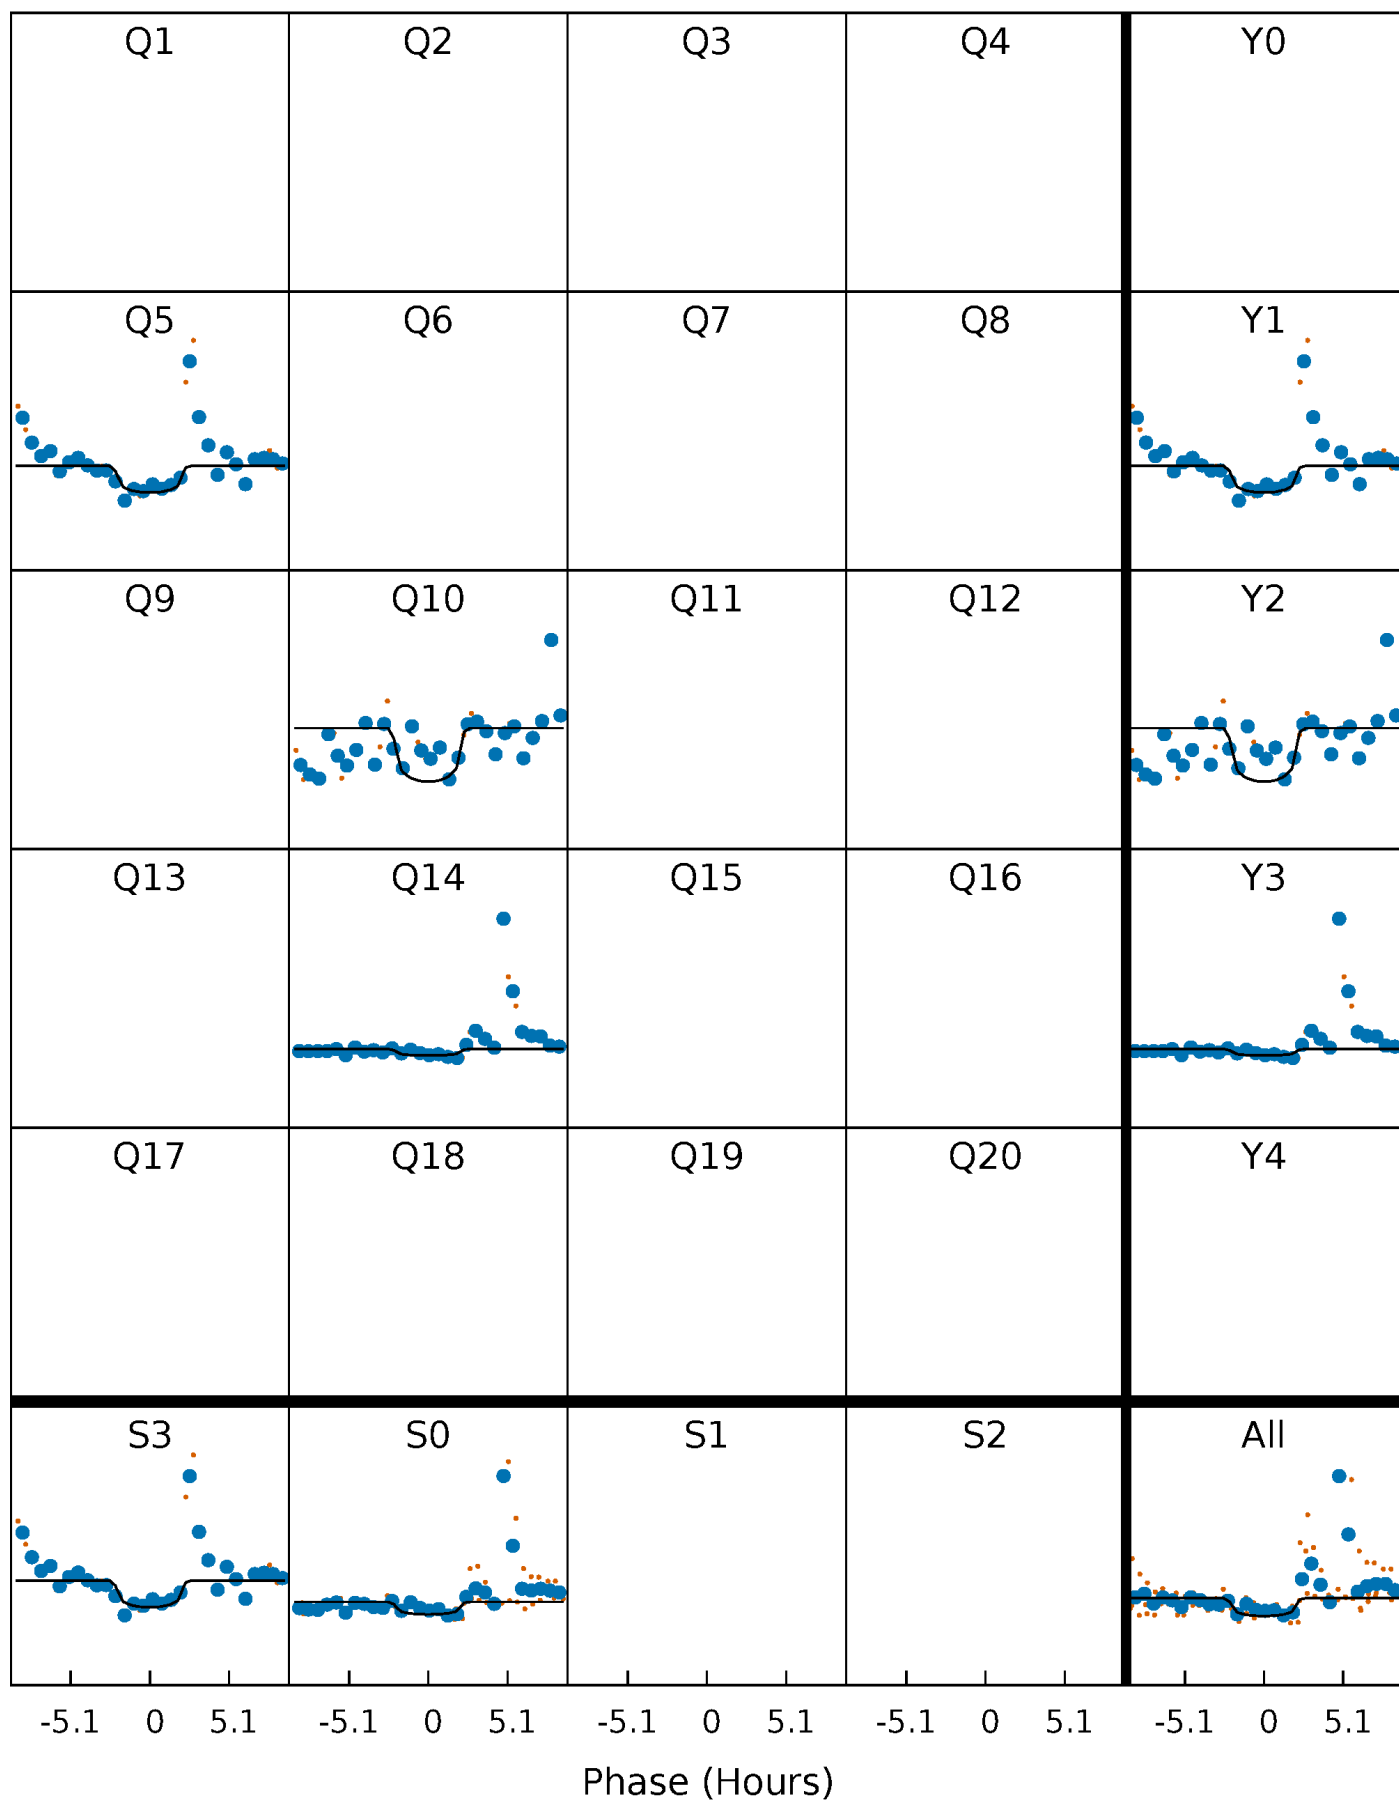 Q1 Q2 Q3 Q4 Y0
Q5 Q6 Q7 Q8 Y1
Q9 Q10 Q11 Q12 Y2
Q13 Q14 Q15 Q16 Y3
Q17 Q18 Q19 Q20 Y4
S3 S0 S1 S2 All
-5.1 0 5.1 -5.1 0 5.1 -5.1 0 5.1 -5.1 0 5.1 -5.1 0 5.1
Phase (Hours)